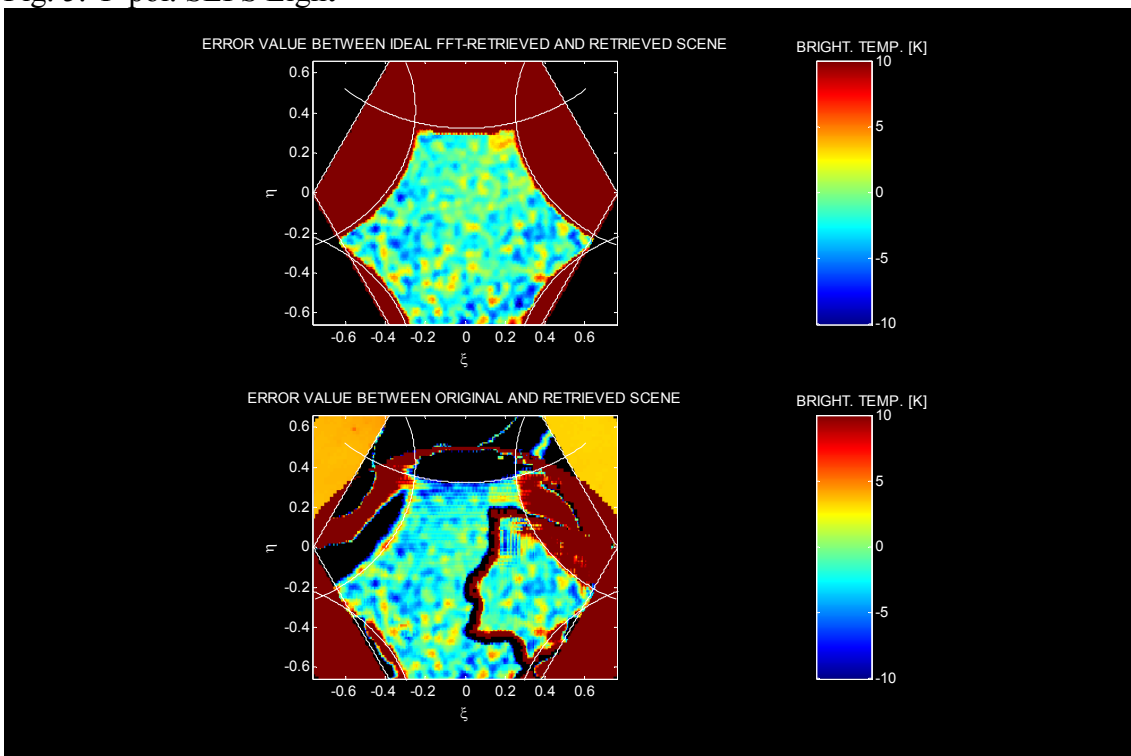 ERROR VALUE BETWEEN IDEAL FFT-RETRIEVED AND RETRIEVED SCENE
BRIGHT. TEMP. [K]
0.6
0.4
0.2
0
-0.2
-0.4
-0.6
η
-0.6 -0.4 -0.2 0 0.2 0.4 0.6
ξ
10
5
0
-5
-10
ERROR VALUE BETWEEN ORIGINAL AND RETRIEVED SCENE
BRIGHT. TEMP. [K]
0.6
0.4
0.2
0
-0.2
-0.4
-0.6
η
-0.6 -0.4 -0.2 0 0.2 0.4 0.6
ξ
10
5
0
-5
-10